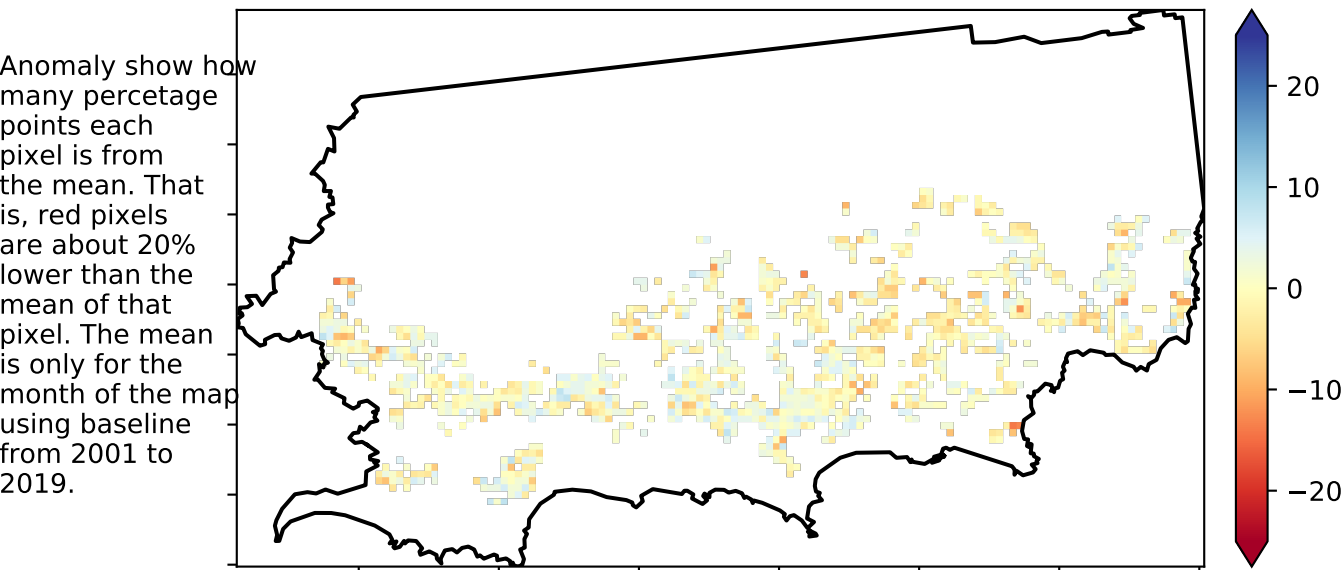 Anomaly show how
many percetage
points each
pixel is from
the mean. That
is, red pixels
are about 20%
lower than the
mean of that
pixel. The mean
is only for the
month of the map
using baseline
from 2001 to
2019.
20
10
0
−10
−20